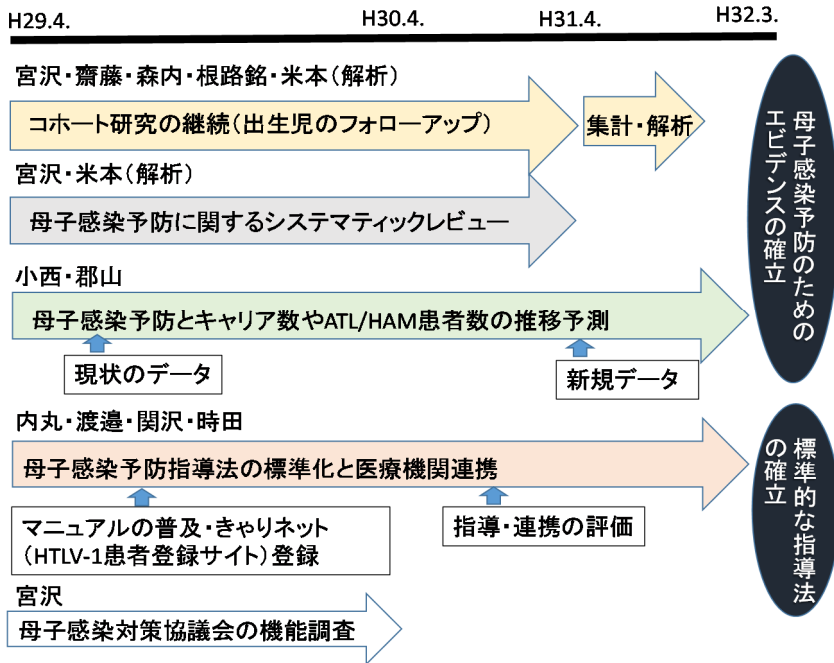 H29.4. H30.4. H31.4. H32.3.
宮沢・齋藤・森内・根路銘・米本(解析)
コホート研究の継続(出生児のフォローアップ)
集計・解析
宮沢・米本(解析)
母子感染予防に関するシステマティックレビュー
母子感染予防のための
エビデンスの確立
小西・郡山
母子感染予防とキャリア数やATL/HAM患者数の推移予測
現状のデータ
新規データ
内丸・渡邉・関沢・時田
母子感染予防指導法の標準化と医療機関連携
マニュアルの普及・きゃりネット
(HTLV-1患者登録サイト)登録
指導・連携の評価
標準的な指導法
の確立
宮沢
母子感染対策協議会の機能調査